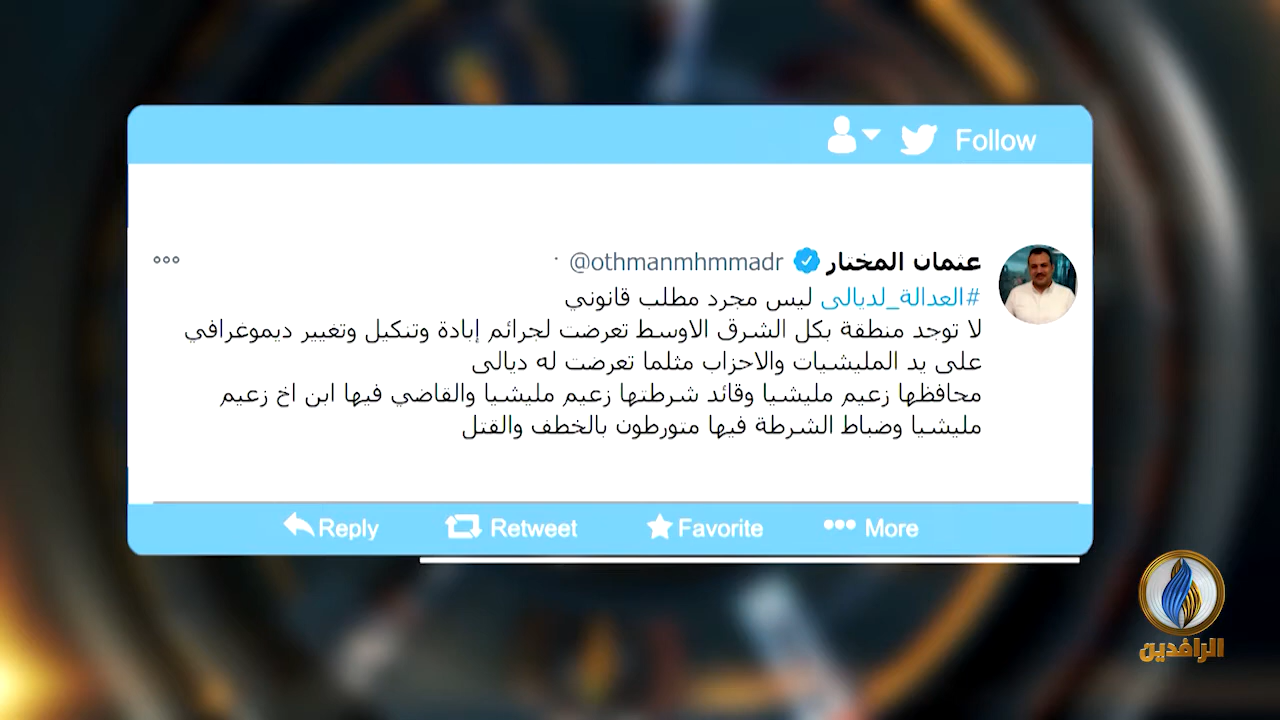 Follow
عثمان المختار @othmanmhmmadr ·
#العدالة_لديالى ليس مجرد مطلب قانوني
لا توجد منطقة بكل الشرق الاوسط تعرضت لجرائم إبادة وتنكيل وتغيير ديموغرافي
على يد المليشيات والاحزاب مثلما تعرضت له ديالى
محافظها زعيم مليشيا وقائد شرطتها زعيم مليشيا والقاضي فيها ابن اخ زعيم
مليشيا وضباط الشرطة فيها متورطون بالخطف والقتل
Reply Retweet Favorite More
الرافدين